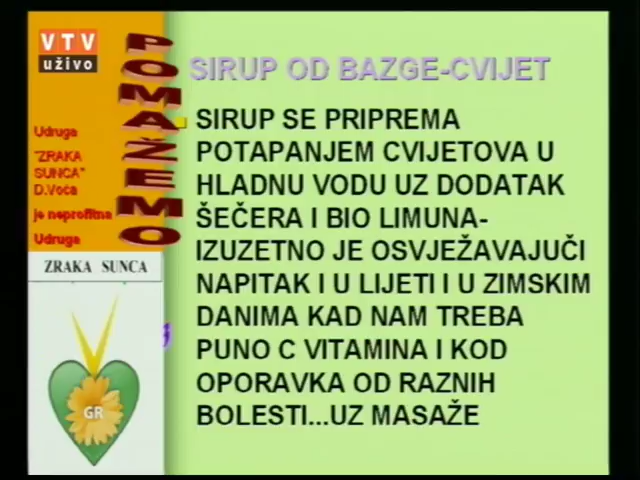 VTV
uživo
POMAŽEMO
Udruga
"ZRAKA
SUNCA"
D.Voća
je neprofitna
Udruga
ZRAKA SUNCA
GR
SIRUP OD BAZGE-CVIJET
SIRUP SE PRIPREMA
POTAPANJEM CVIJETOVA U
HLADNU VODU UZ DODATAK
ŠEČERA I BIO LIMUNA-
IZUZETNO JE OSVJEŽAVAJUČI
NAPITAK I U LIJETI I U ZIMSKIM
DANIMA KAD NAM TREBA
PUNO C VITAMINA I KOD
OPORAVKA OD RAZNIH
BOLESTI...UZ MASAŽE